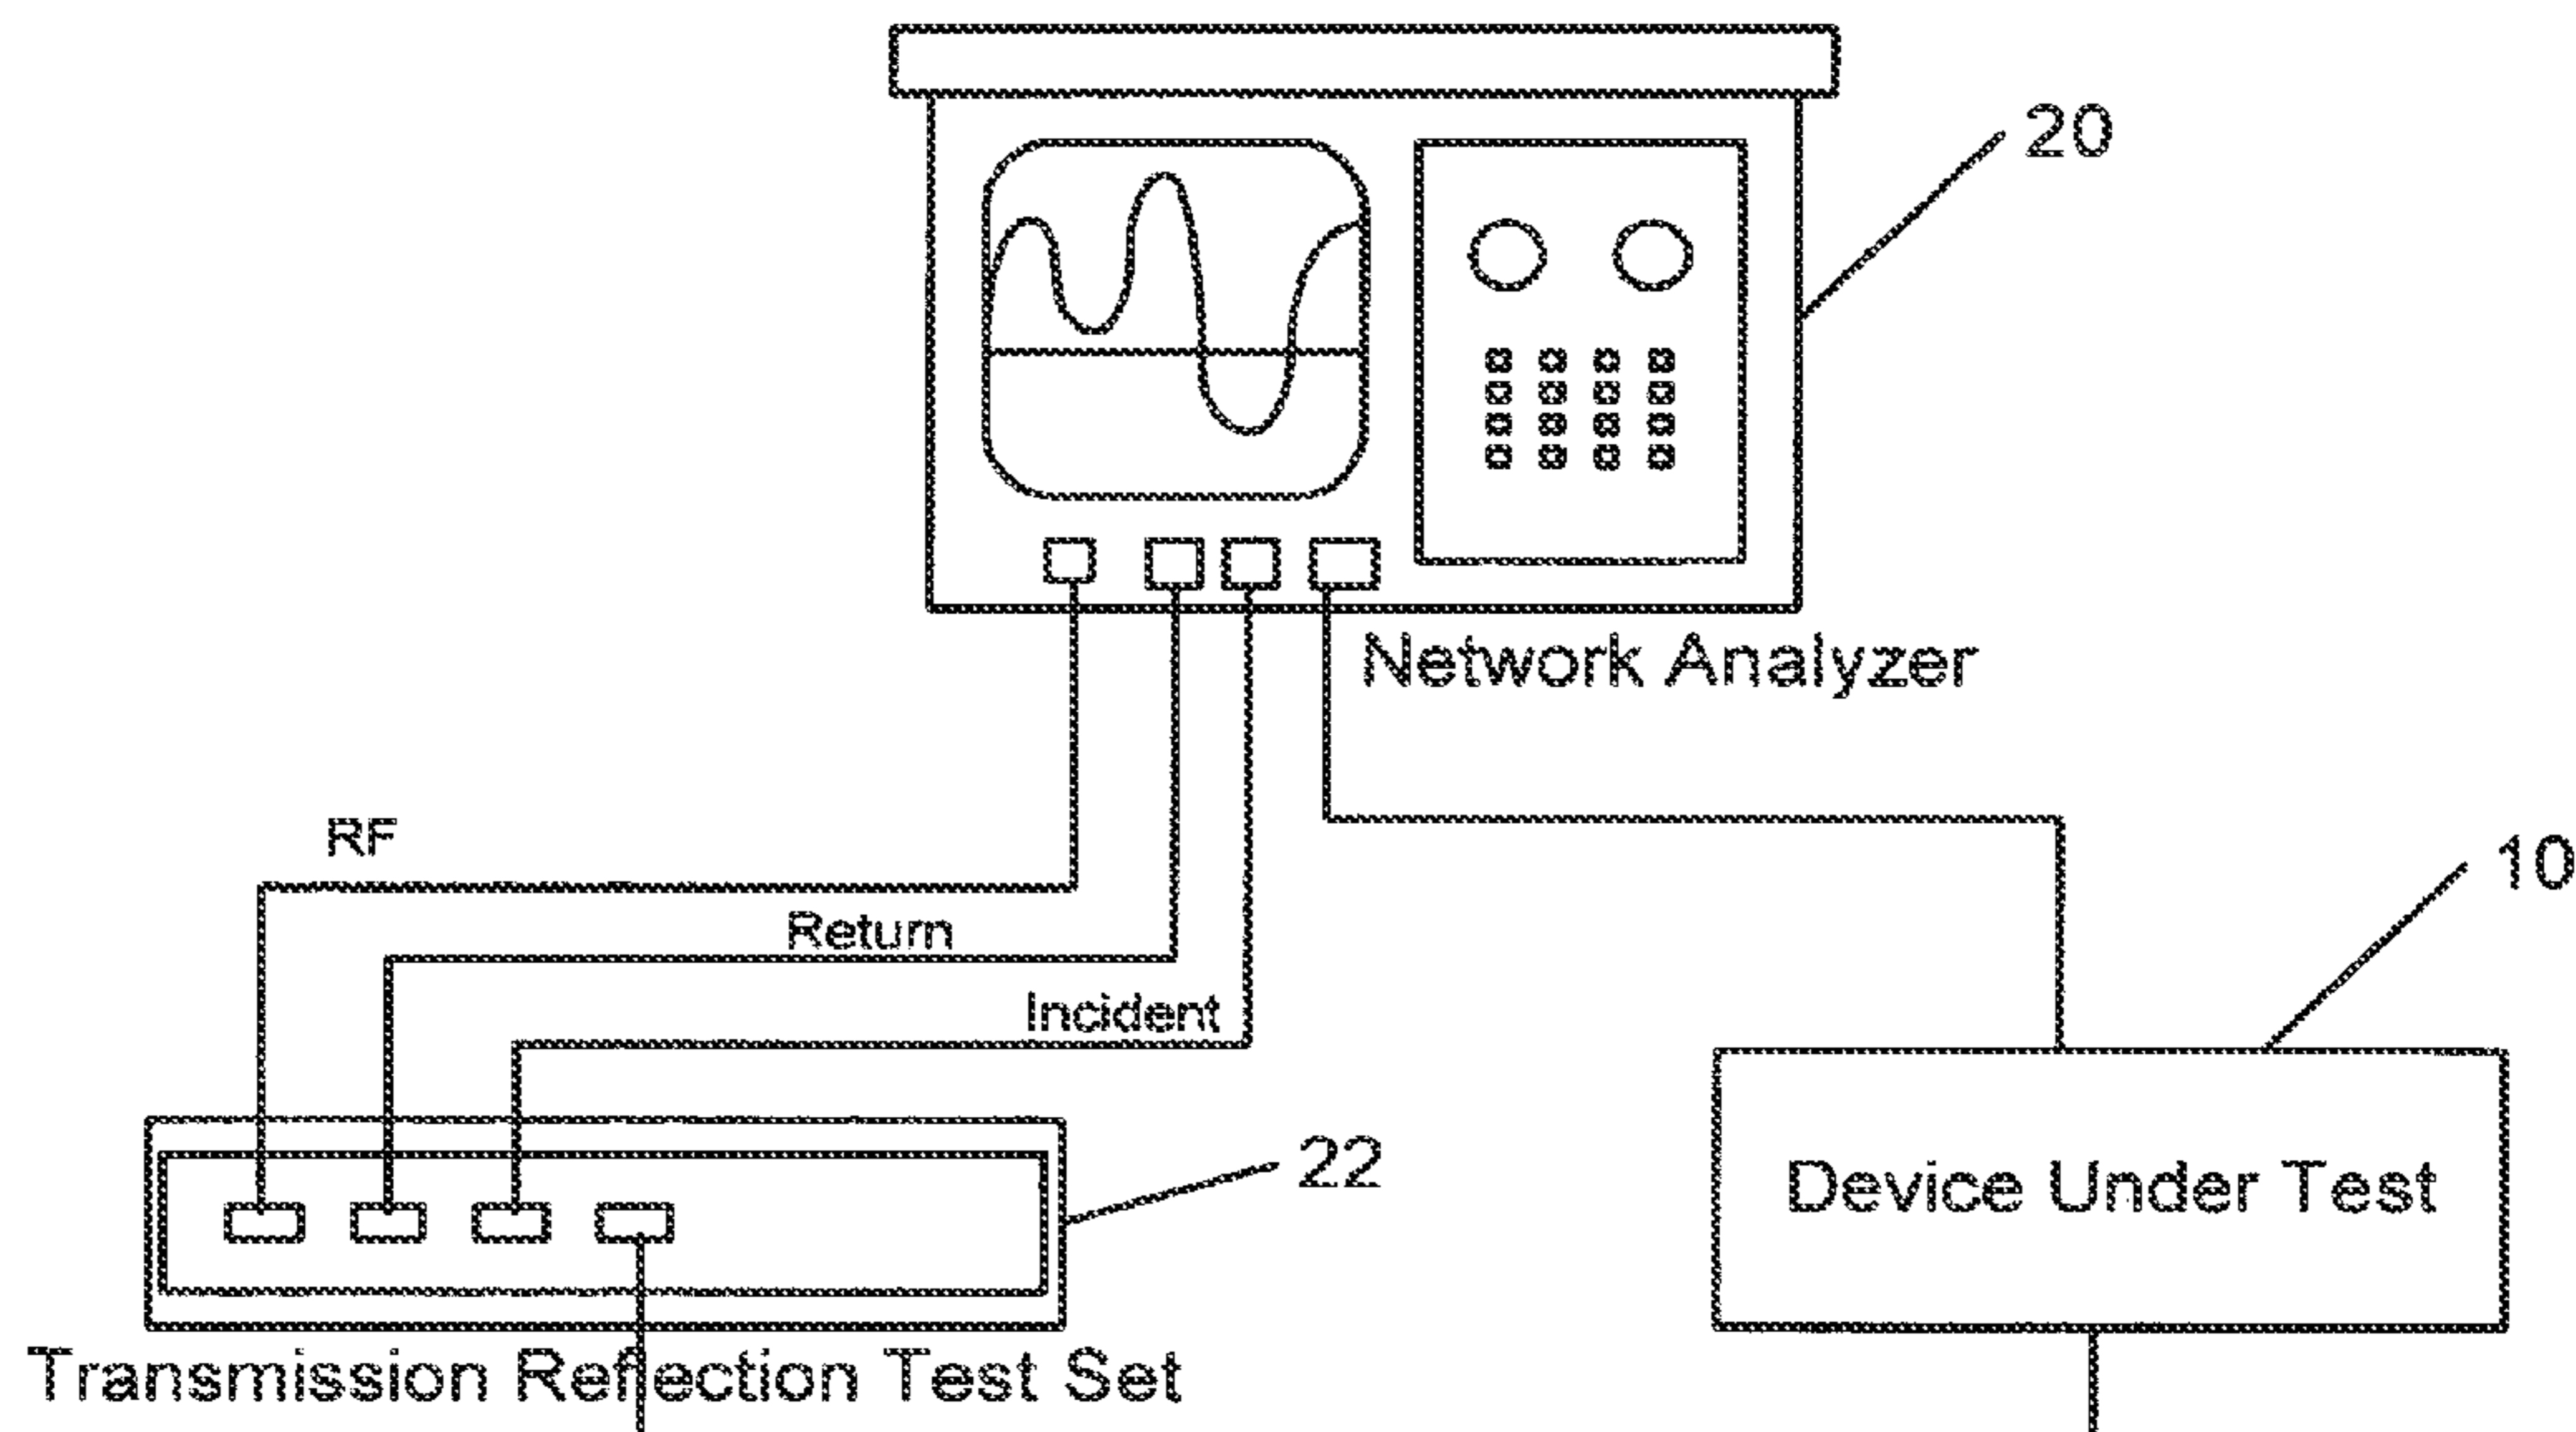 20
Network Analyzer
RF
10
Return
Incident
22
Device Under Test
Transmission Reflection Test Set